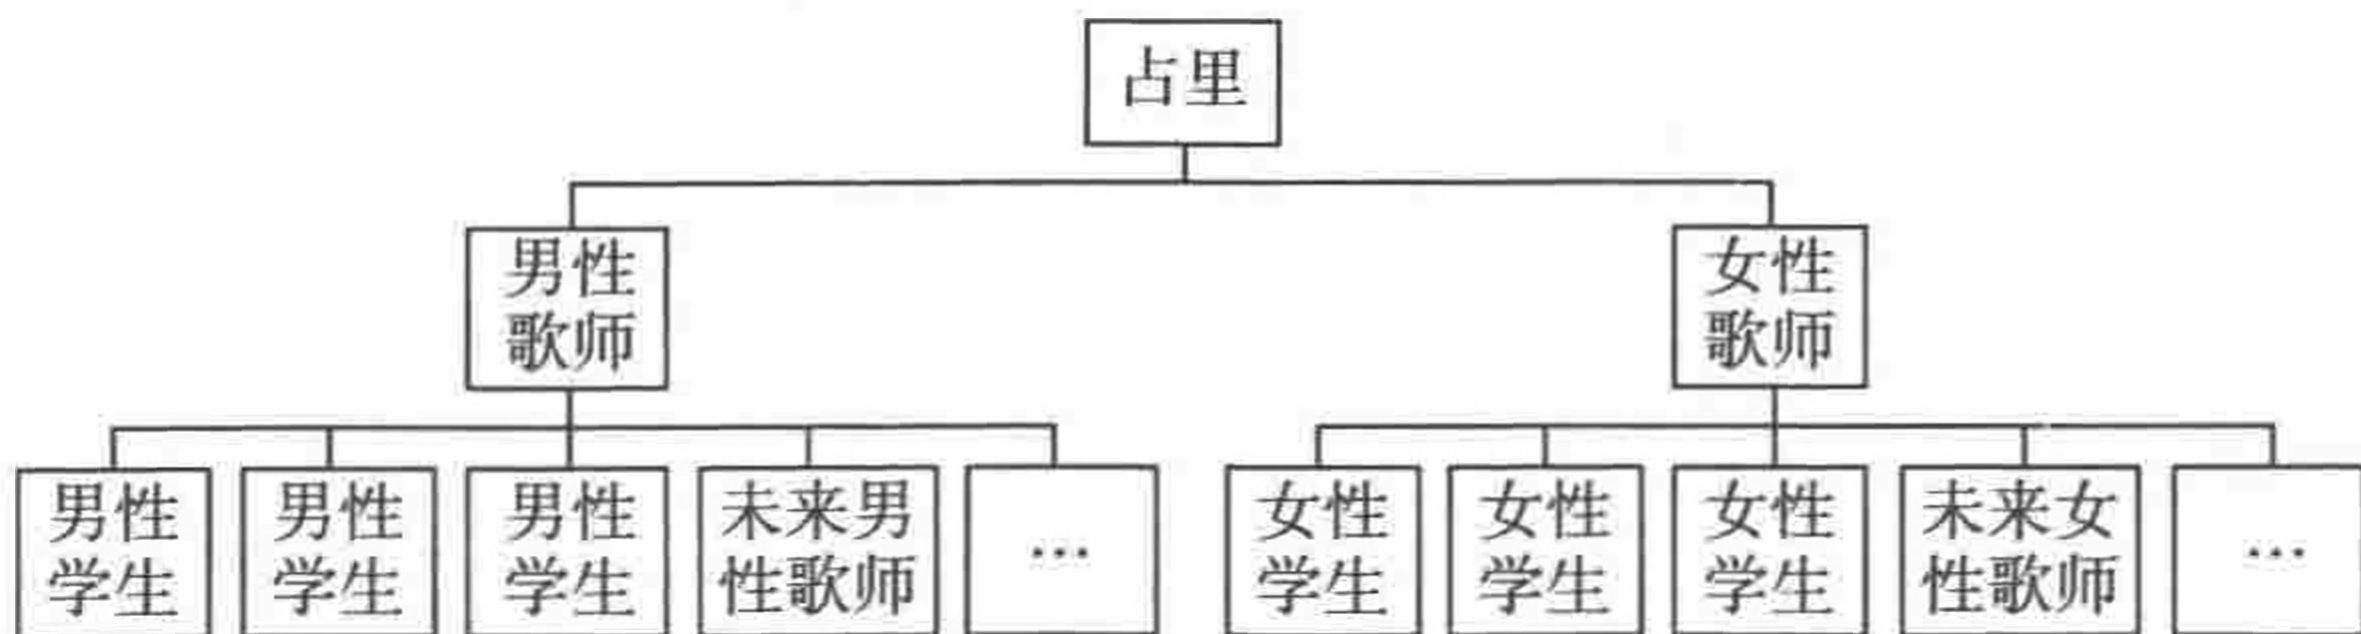 占里
男性
歌师
女性
歌师
男性
学生
男性
学生
男性
学生
未来男
性歌师
...
女性
学生
女性
学生
女性
学生
未来女
性歌师
...